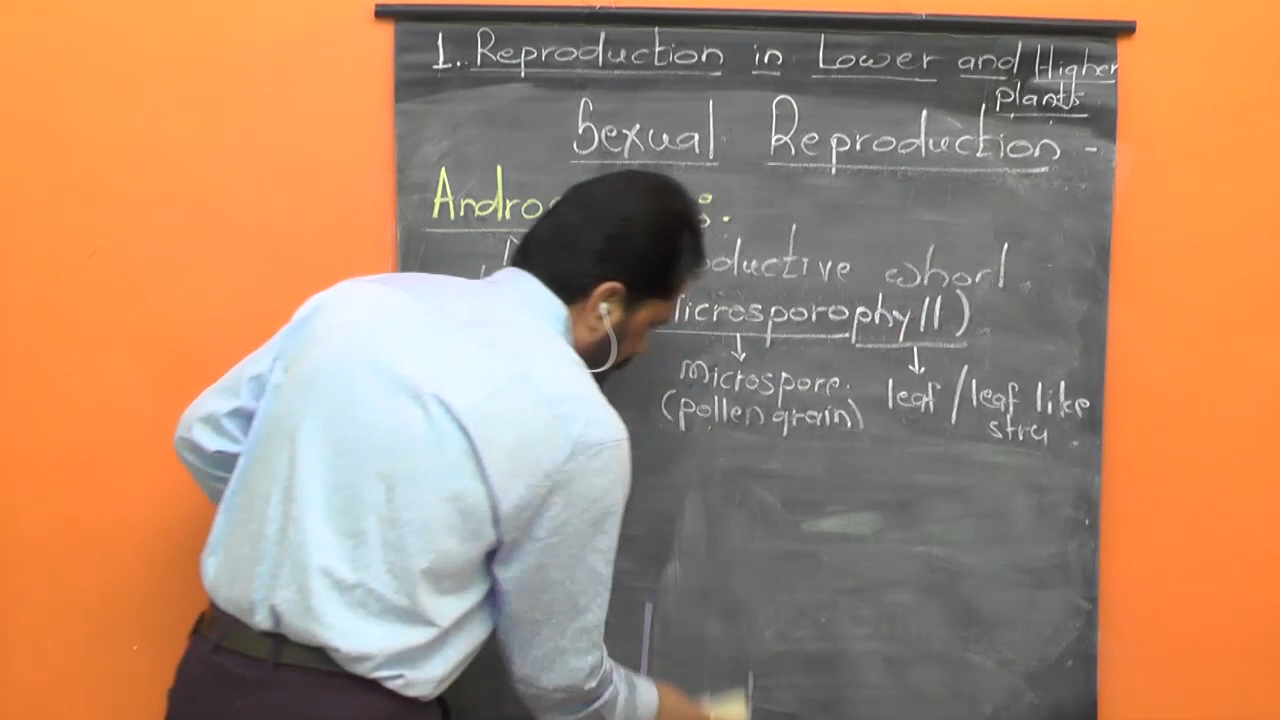 1. Reproduction in Lower and Higher
plants
Sexual Reproduction -
Andro
oductive whorl
icrosporophyll)
↓ ↓
Microspore. leaf / leaf like
(pollen grain) stru